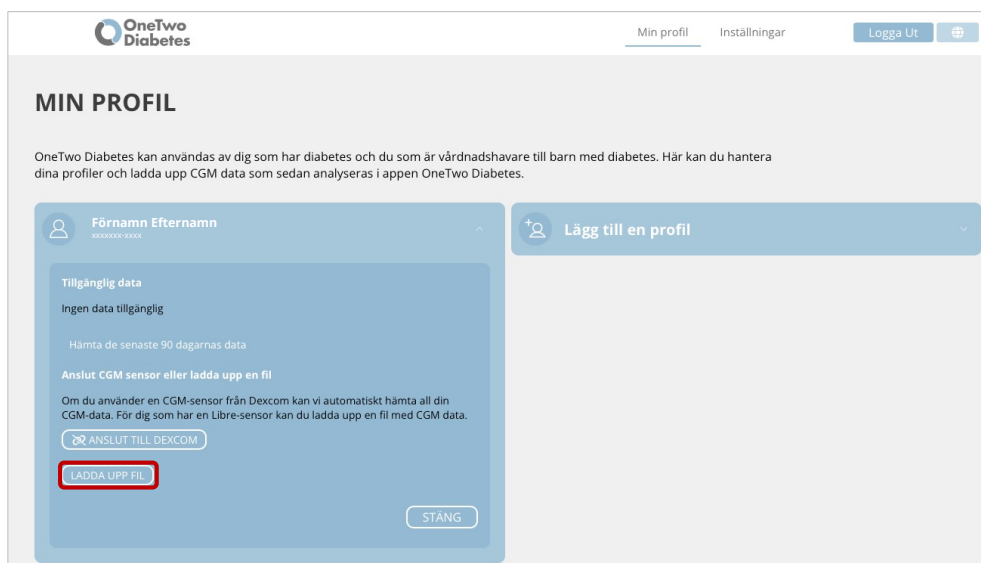 OneTwo
Diabetes
Min profil
Inställningar
Logga Ut
MIN PROFIL
OneTwo Diabetes kan användas av dig som har diabetes och du som är vårdnadshavare till barn med diabetes. Här kan du hantera
dina profiler och ladda upp CGM data som sedan analyseras i appen OneTwo Diabetes.
Förnamn Efternamn
xxxxxxx-xxxx
Tillgänglig data
Ingen data tillgänglig
Hämta de senaste 90 dagarnas data
Anslut CGM sensor eller ladda upp en fil
Om du använder en CGM-sensor från Dexcom kan vi automatiskt hämta all din
CGM-data. För dig som har en Libre-sensor kan du ladda upp en fil med CGM data.
ANSLUT TILL DEXCOM
LADDA UPP FIL
STÄNG
Lägg till en profil